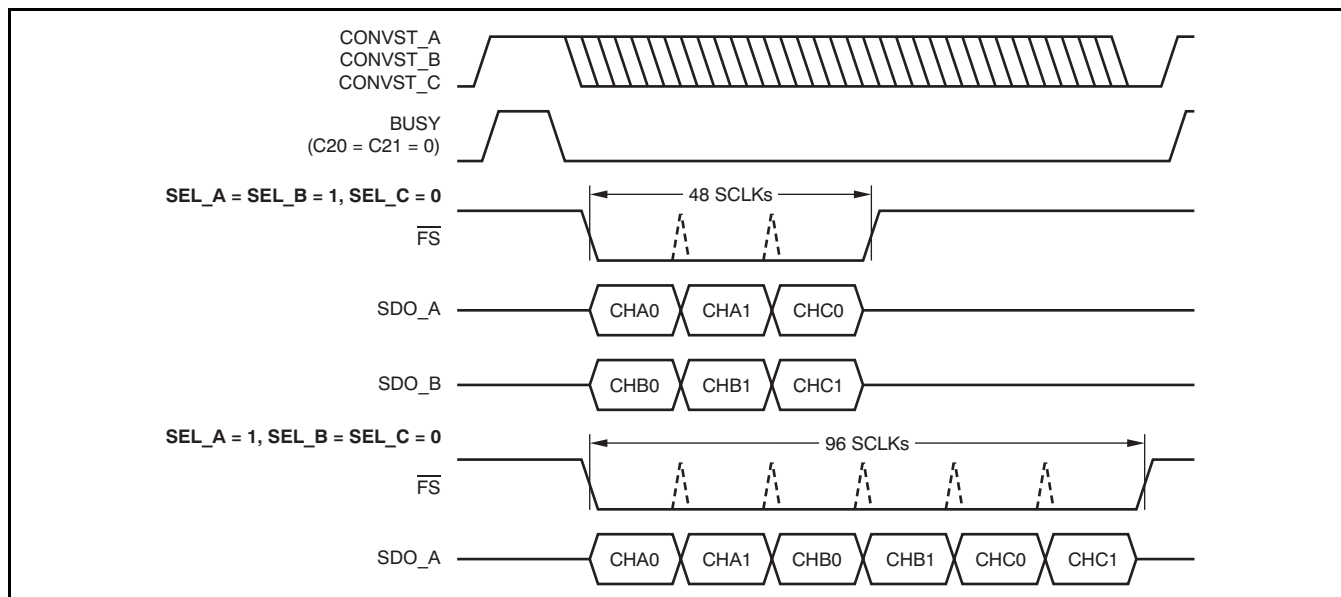 CONVST_A
CONVST_B
CONVST_C
BUSY
(C20 = C21 = 0)
SEL_A = SEL_B = 1, SEL_C = 0
48 SCLKs
FS
SDO_A
CHA0 CHA1 CHC0
SDO_B
CHB0 CHB1 CHC1
SEL_A = 1, SEL_B = SEL_C = 0
96 SCLKs
FS
SDO_A
CHA0 CHA1 CHB0 CHB1 CHC0 CHC1